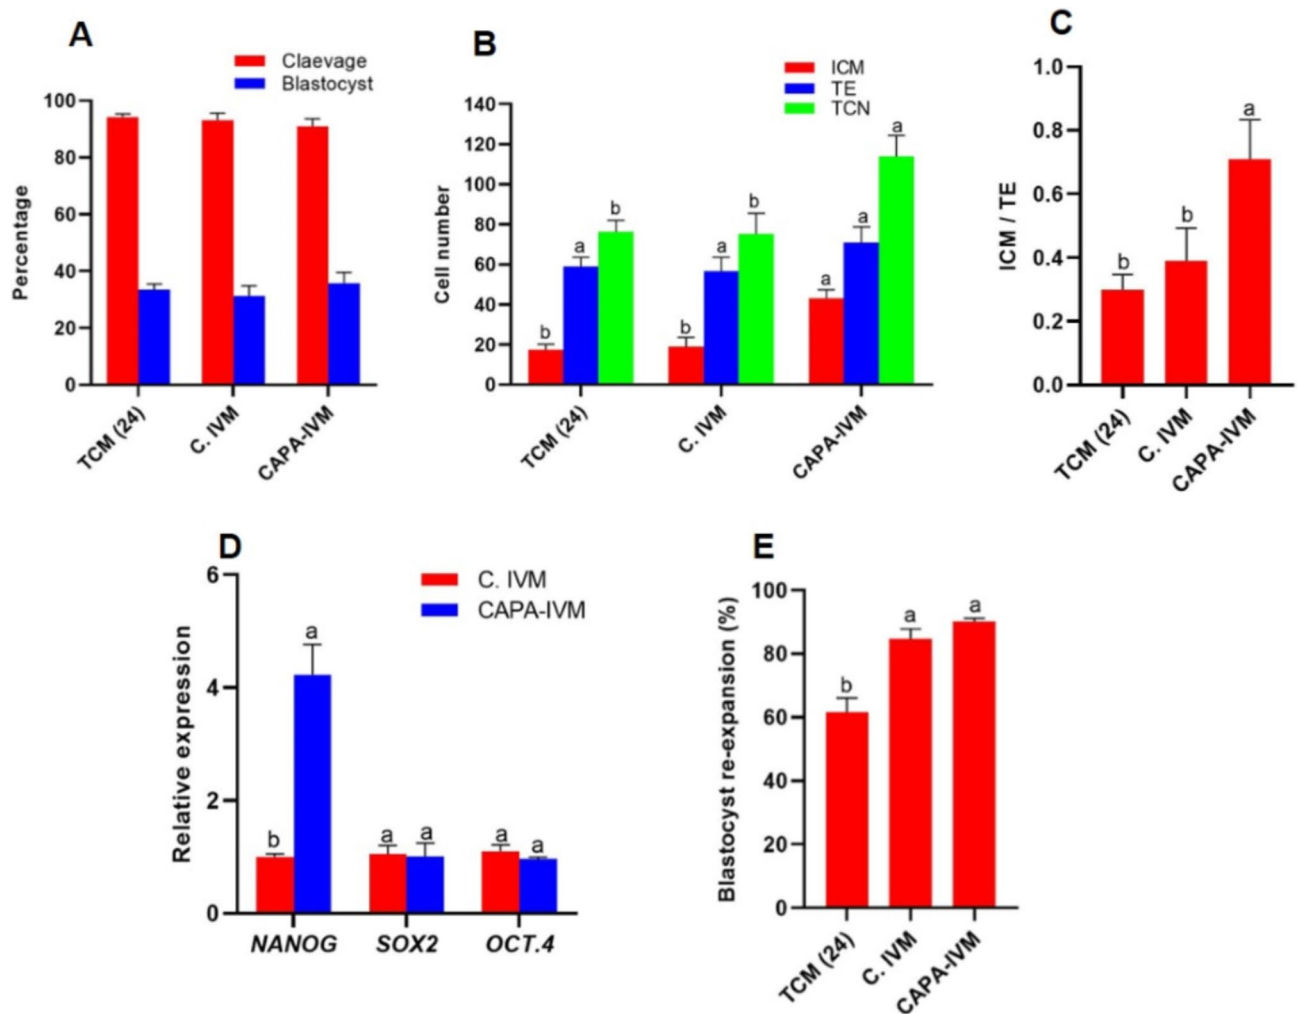 A
Claevage
Blastocyst
Percentage
100
80
60
40
20
0
TCM (24)
C. IVM
CAPA-IVM
B
ICM
TE
TCN
Cell number
140
120
100
80
60
40
20
0
b
a
b
b
a
b
a
a
a
TCM (24)
C. IVM
CAPA-IVM
C
ICM / TE
1.0
0.8
0.6
0.4
0.2
0.0
b
b
a
TCM (24)
C. IVM
CAPA-IVM
D
C. IVM
CAPA-IVM
Relative expression
6
4
2
0
b
a
a
a
a
a
NANOG
SOX2
OCT.4
E
Blastocyst re-expansion (%)
100
80
60
40
20
0
b
a
a
TCM (24)
C. IVM
CAPA-IVM